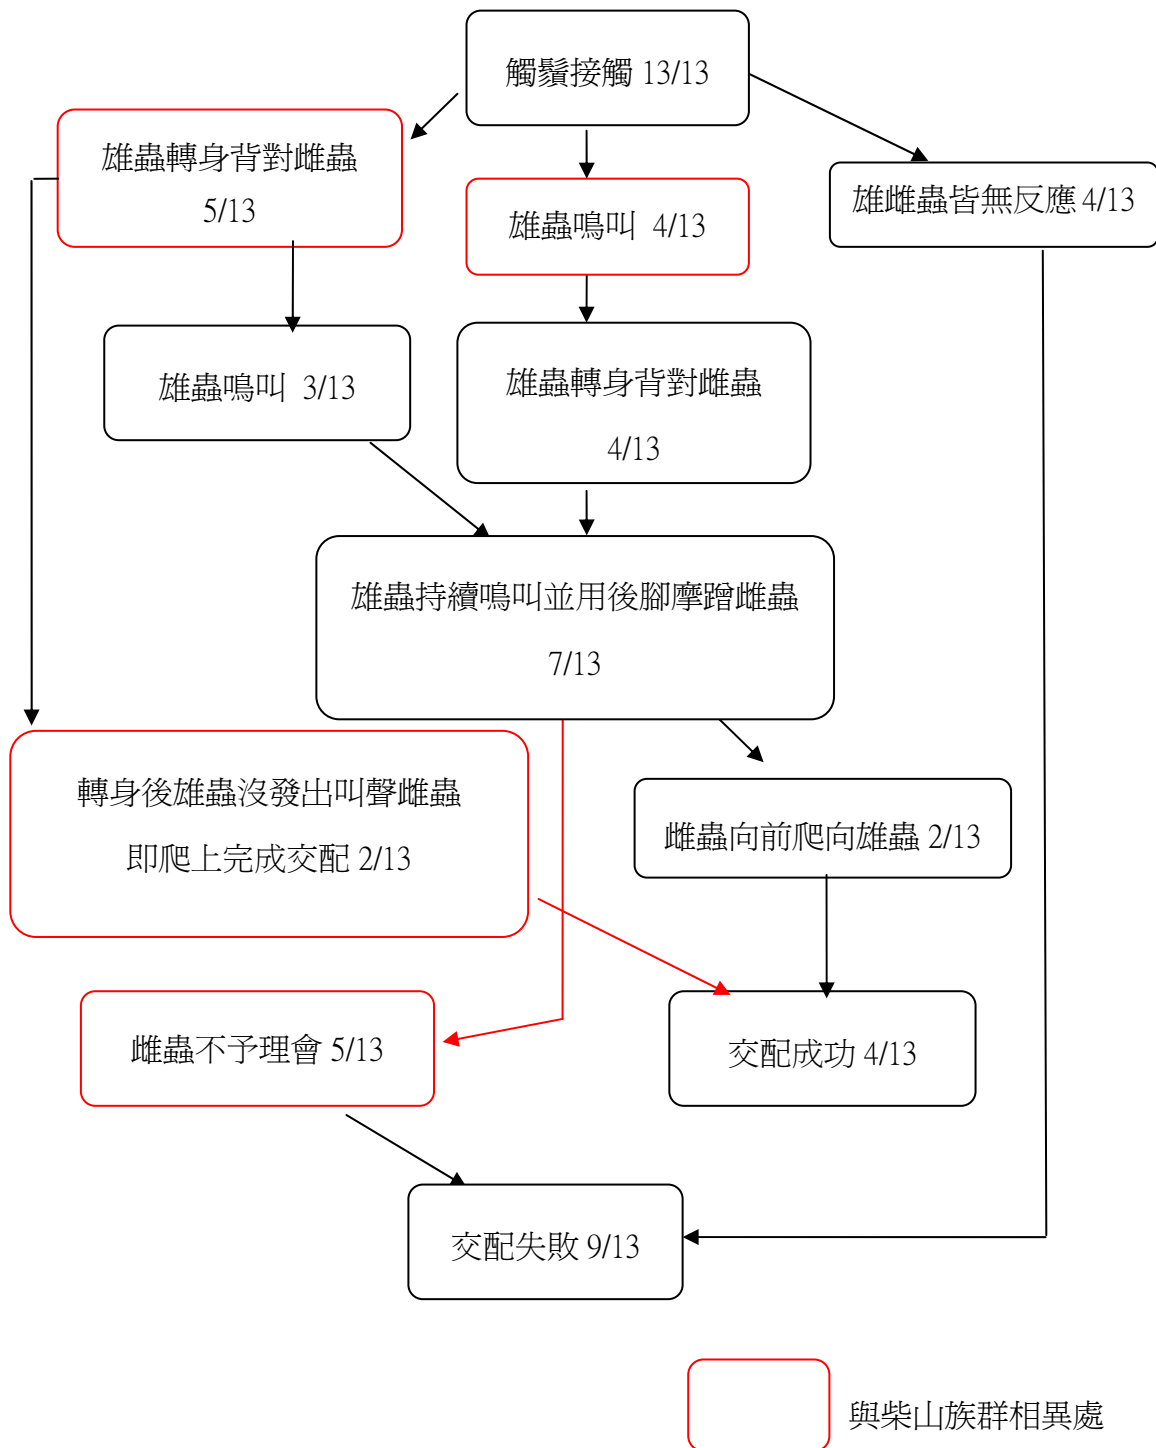 觸鬚接觸 13/13
雄蟲轉身背對雌蟲
5/13
雄蟲鳴叫 4/13
雄雌蟲皆無反應 4/13
雄蟲鳴叫 3/13
雄蟲轉身背對雌蟲
4/13
雄蟲持續鳴叫並用後腳摩蹭雌蟲
7/13
轉身後雄蟲沒發出叫聲雌蟲
即爬上完成交配 2/13
雌蟲向前爬向雄蟲 2/13
雌蟲不予理會 5/13
交配成功 4/13
交配失敗 9/13
與柴山族群相異處